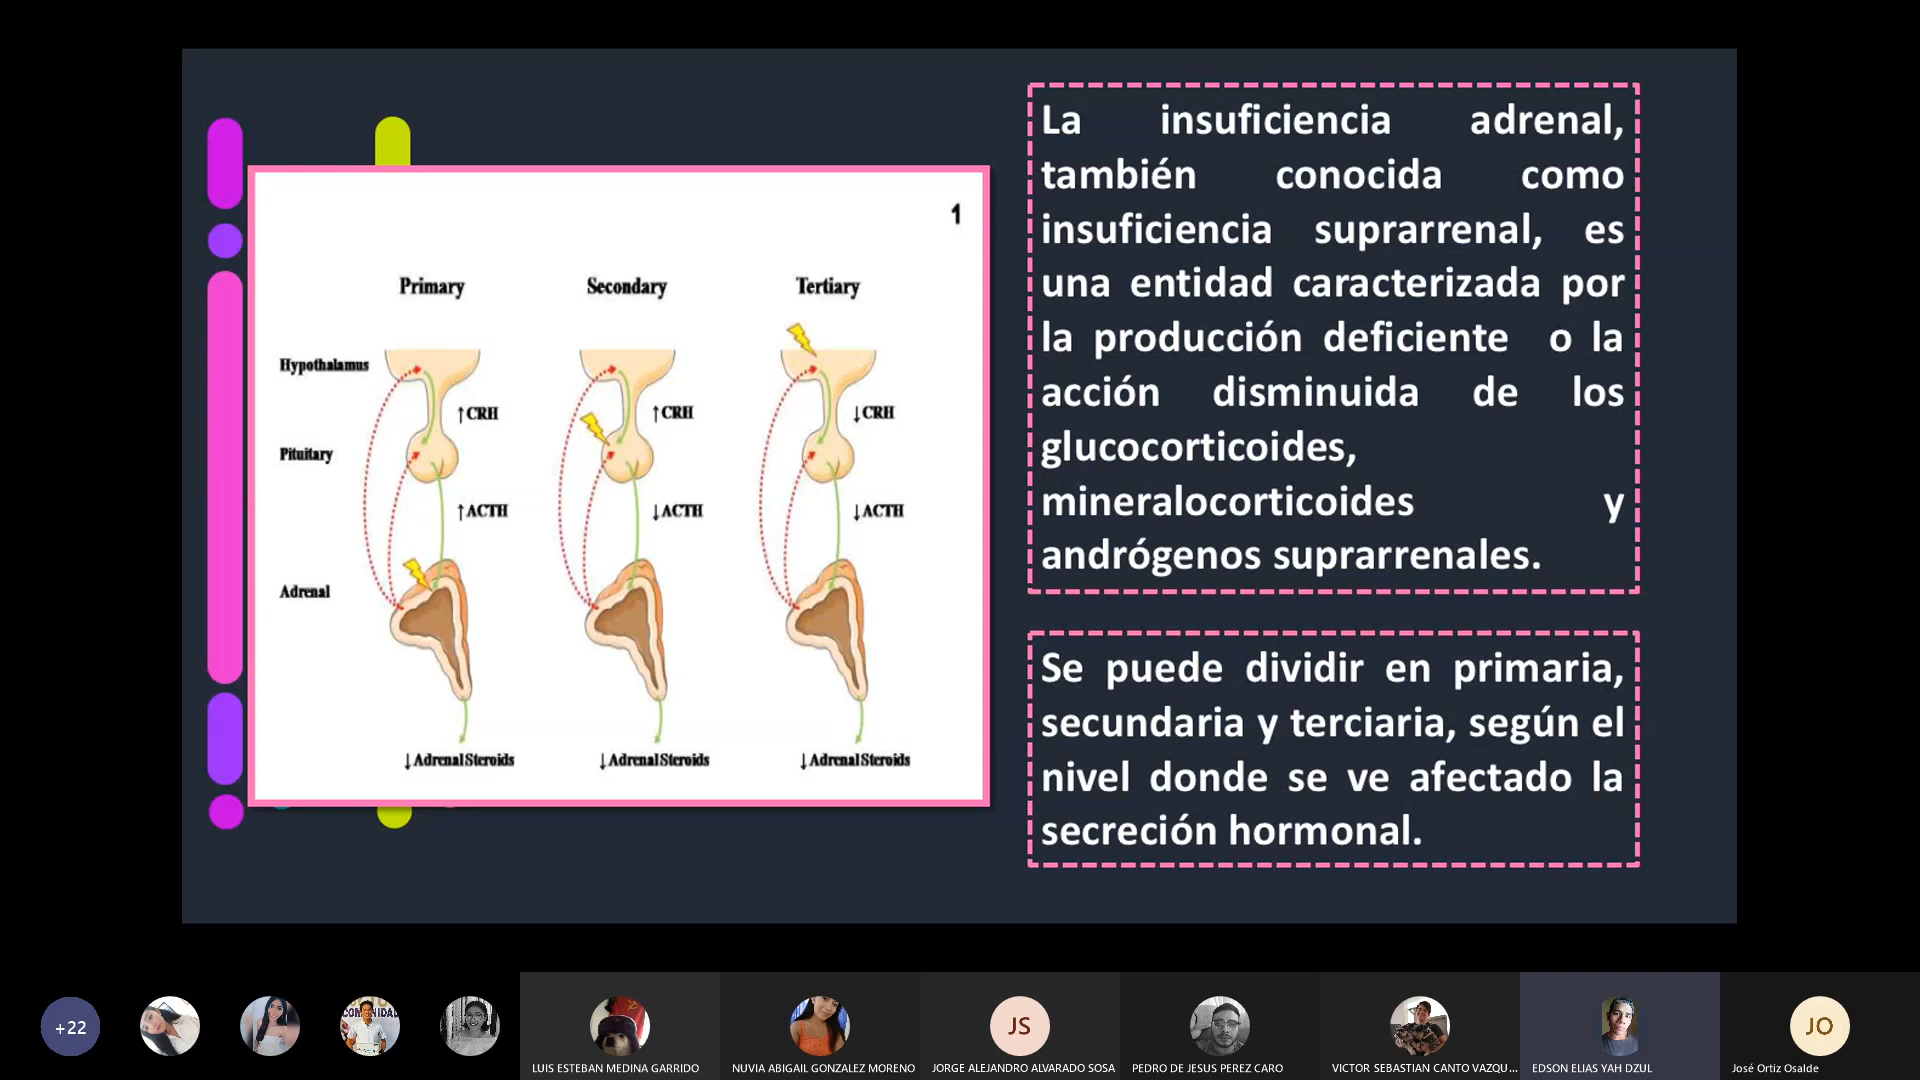 1
Primary Secondary Tertiary
Hypothalamus
↑CRH ↑CRH ↓CRH
Pituitary
↑ACTH ↓ACTH ↓ACTH
Adrenal
↓Adrenal Steroids ↓Adrenal Steroids ↓Adrenal Steroids
La insuficiencia adrenal,
también conocida como
insuficiencia suprarrenal, es
una entidad caracterizada por
la producción deficiente o la
acción disminuida de los
glucocorticoides,
mineralocorticoides y
andrógenos suprarrenales.
Se puede dividir en primaria,
secundaria y terciaria, según el
nivel donde se ve afectado la
secreción hormonal.
+22
JS
JO
LUIS ESTEBAN MEDINA GARRIDO
NUVIA ABIGAIL GONZALEZ MORENO
JORGE ALEJANDRO ALVARADO SOSA
PEDRO DE JESUS PEREZ CARO
VICTOR SEBASTIAN CANTO VAZQU...
EDSON ELIAS YAH DZUL
José Ortiz Osalde